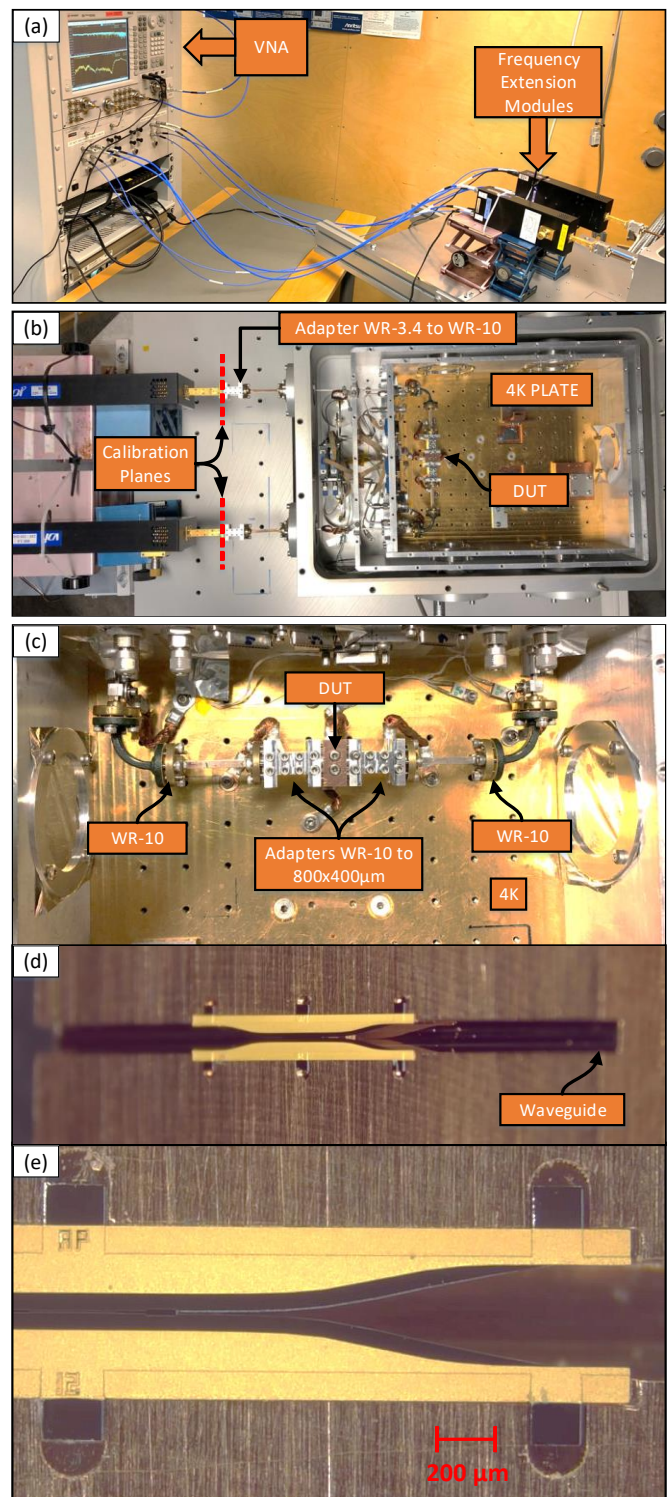 (a)
VNA
Frequency
Extension
Modules
(b)
Adapter WR-3.4 to WR-10
4K PLATE
Calibration
Planes
DUT
(c)
DUT
WR-10
WR-10
Adapters WR-10 to
800x400µm
4K
(d)
Waveguide
(e)
AP
12
200 µm